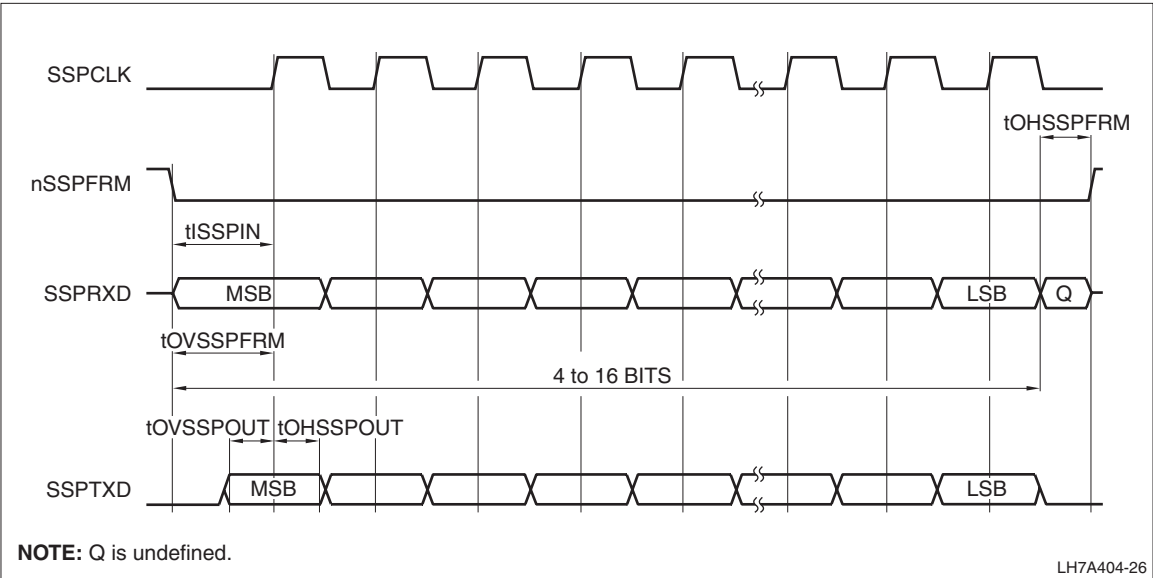 SSPCLK
tOHSSPFRM
nSSPFRM
tISSPIN
SSPRXD
MSB
LSB
Q
tOVSSPFRM
4 to 16 BITS
tOVSSPOUT
tOHSSPOUT
SSPTXD
MSB
LSB
NOTE: Q is undefined.
LH7A404-26